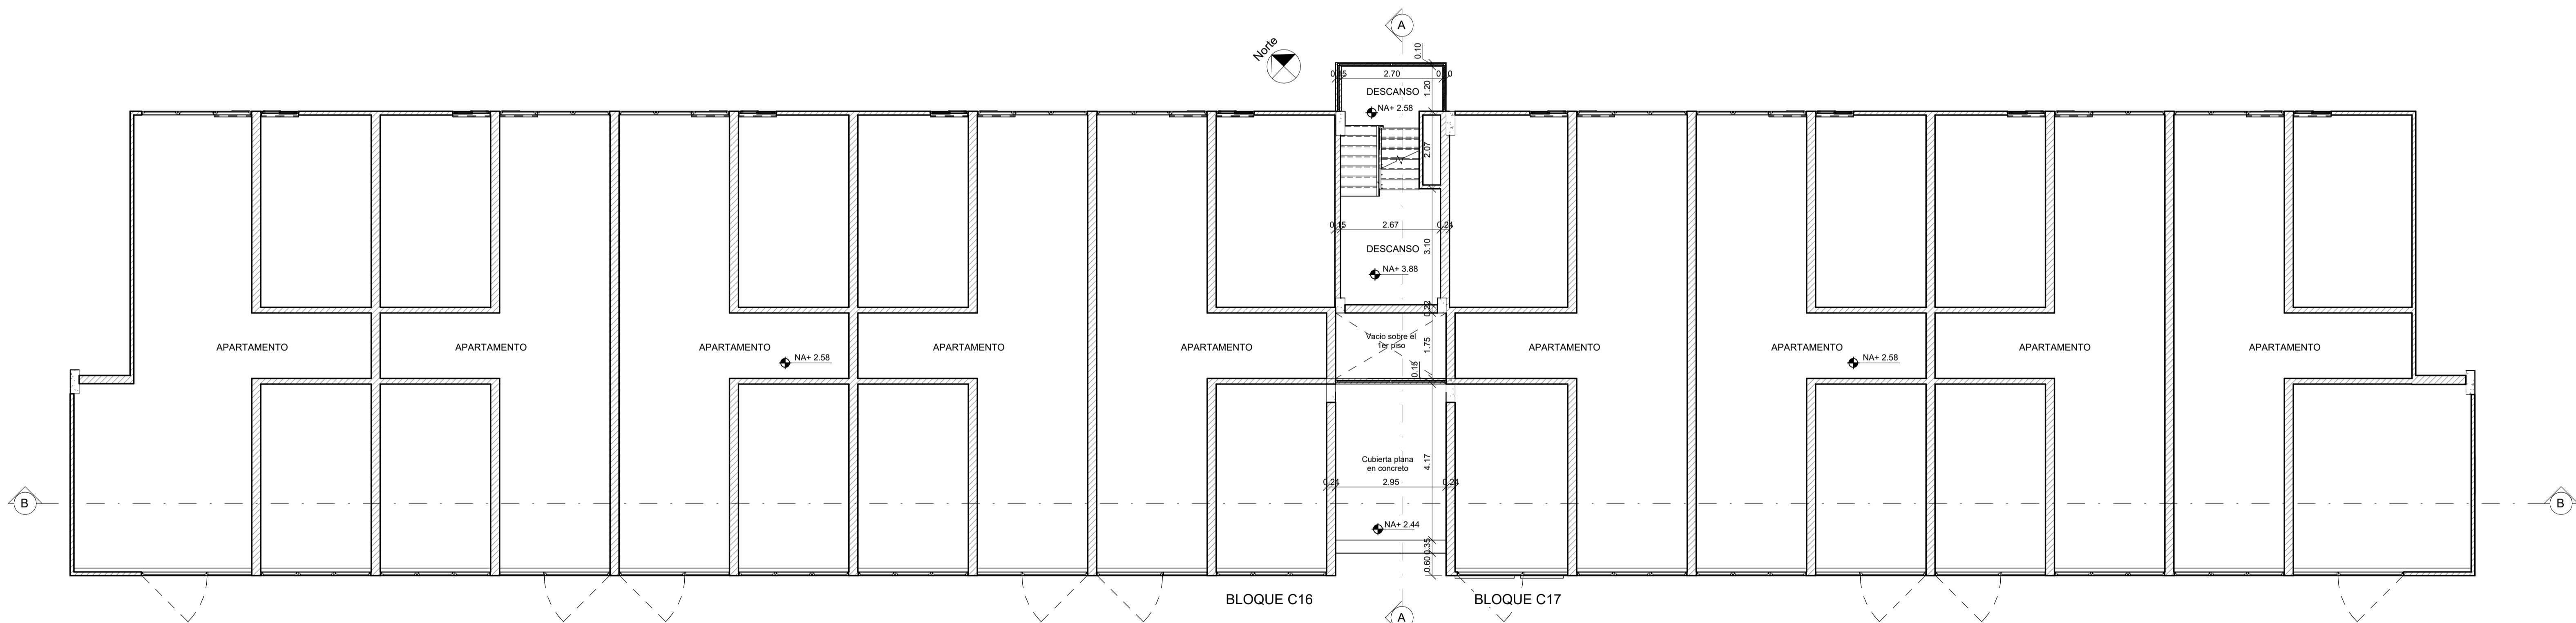 A
Norte
0.10
0.15
2.70
0.10
DESCANSO
1.20
NA+ 2.58
2.07
0.15
2.67
0.24
DESCANSO
3.10
NA+ 3.88
0.22
Vacio sobre el
1er piso
1.75
0.15
APARTAMENTO
APARTAMENTO
APARTAMENTO
APARTAMENTO
APARTAMENTO
APARTAMENTO
APARTAMENTO
APARTAMENTO
APARTAMENTO
NA+ 2.58
NA+ 2.58
Cubierta plana
en concreto
4.17
0.24
2.95
0.24
B
B
NA+ 2.44
0.35
0.60
BLOQUE C16
BLOQUE C17
A